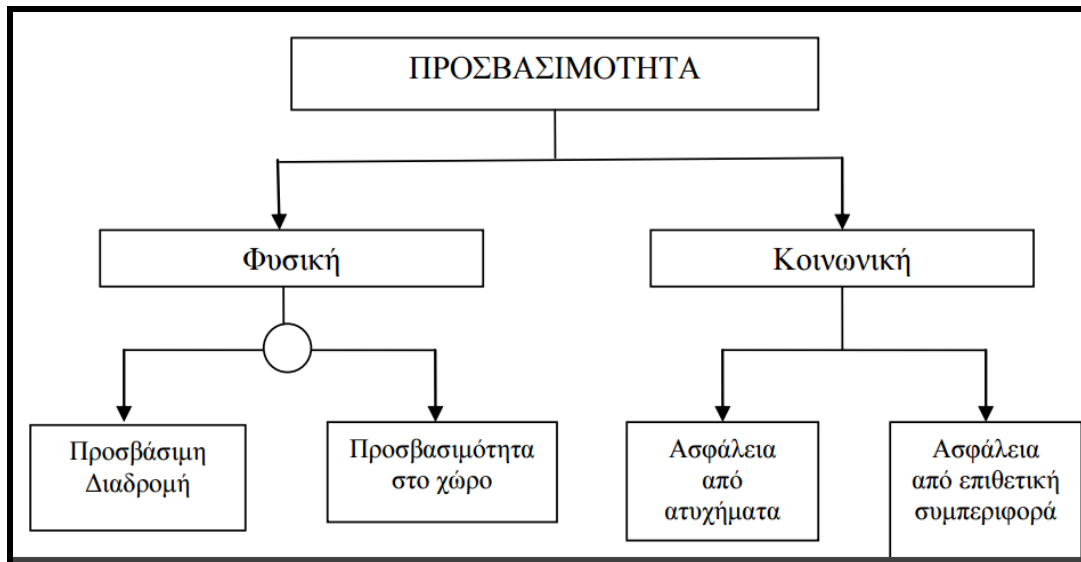 ΠΡΟΣΒΑΣΙΜΟΤΗΤΑ
Φυσική
Κοινωνική
Προσβάσιμη
Διαδρομή
Προσβασιμότητα
στο χώρο
Ασφάλεια
από
ατυχήματα
Ασφάλεια
από επιθετική
συμπεριφορά